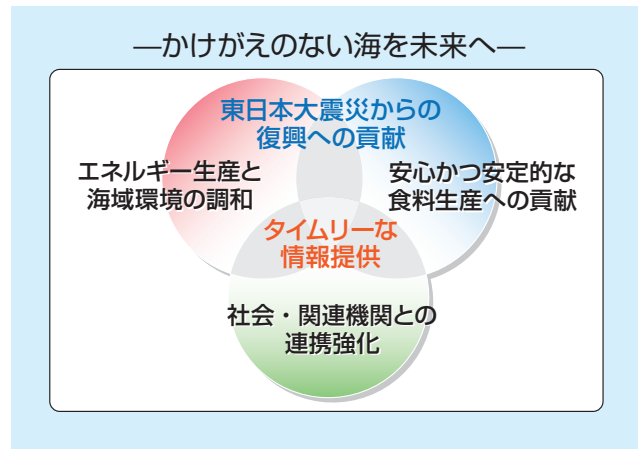 ―かけがえのない海を未来へ―
東日本大震災からの
復興への貢献
エネルギー生産と
海域環境の調和
安心かつ安定的な
食料生産への貢献
タイムリーな
情報提供
社会・関連機関との
連携強化